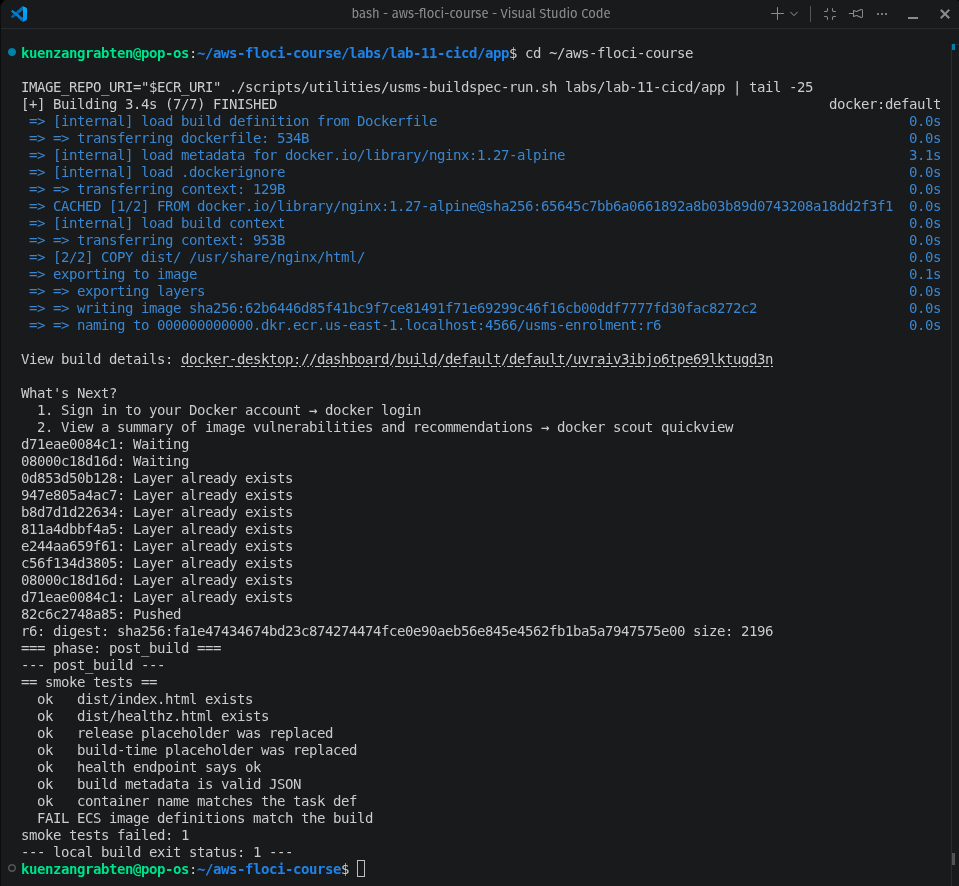 bash - aws-floci-course - Visual Studio Code
kuenzangrabten@pop-os:~/aws-floci-course/labs/lab-11-cicd/app$ cd ~/aws-floci-course
IMAGE_REPO_URI="$ECR_URI" ./scripts/utilities/usms-buildspec-run.sh labs/lab-11-cicd/app | tail -25
[+] Building 3.4s (7/7) FINISHED docker:default
=> [internal] load build definition from Dockerfile 0.0s
=> => transferring dockerfile: 534B 0.0s
=> [internal] load metadata for docker.io/library/nginx:1.27-alpine 3.1s
=> [internal] load .dockerignore 0.0s
=> => transferring context: 129B 0.0s
=> CACHED [1/2] FROM docker.io/library/nginx:1.27-alpine@sha256:65645c7bb6a0661892a8b03b89d0743208a18dd2f3f1 0.0s
=> [internal] load build context 0.0s
=> => transferring context: 953B 0.0s
=> [2/2] COPY dist/ /usr/share/nginx/html/ 0.0s
=> exporting to image 0.1s
=> => exporting layers 0.0s
=> => writing image sha256:62b6446d85f41bc9f7ce81491f71e69299c46f16cb00ddf7777fd30fac8272c2 0.0s
=> => naming to 000000000000.dkr.ecr.us-east-1.localhost:4566/usms-enrolment:r6 0.0s
View build details: docker-desktop://dashboard/build/default/default/uvraiv3ibjo6tpe69lktugd3n
What's Next?
1. Sign in to your Docker account → docker login
2. View a summary of image vulnerabilities and recommendations → docker scout quickview
d71eae0084c1: Waiting
08000c18d16d: Waiting
0d853d50b128: Layer already exists
947e805a4ac7: Layer already exists
b8d7d1d22634: Layer already exists
811a4dbbf4a5: Layer already exists
e244aa659f61: Layer already exists
c56f134d3805: Layer already exists
08000c18d16d: Layer already exists
d71eae0084c1: Layer already exists
82c6c2748a85: Pushed
r6: digest: sha256:fa1e47434674bd23c874274474fce0e90aeb56e845e4562fb1ba5a7947575e00 size: 2196
=== phase: post_build ===
--- post_build ---
== smoke tests ==
ok dist/index.html exists
ok dist/healthz.html exists
ok release placeholder was replaced
ok build-time placeholder was replaced
ok health endpoint says ok
ok build metadata is valid JSON
ok container name matches the task def
FAIL ECS image definitions match the build
smoke tests failed: 1
--- local build exit status: 1 ---
kuenzangrabten@pop-os:~/aws-floci-course$